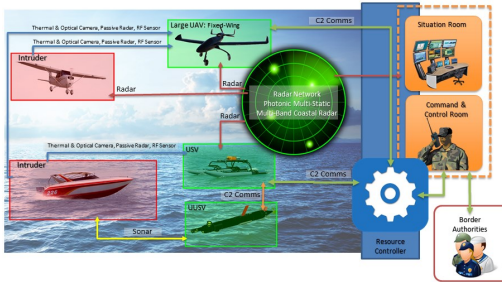 Thermal & Optical Camera, Passive Radar, RF Sensor
Large UAV: Fixed-Wing
C2 Comms
Situation Room
Thermal & Optical Camera, Passive Radar, RF Sensor
Intruder
Radar
Radar
Radar Network
Photonic Multi-Static
Multi-Band Coastal Radar
Command &
Control Room
Radar
Thermal & Optical Camera, Passive Radar, RF Sensor
USV
Intruder
C2 Comms
C2 Comms
UUSV
Sonar
Resource
Controller
Border
Authorities